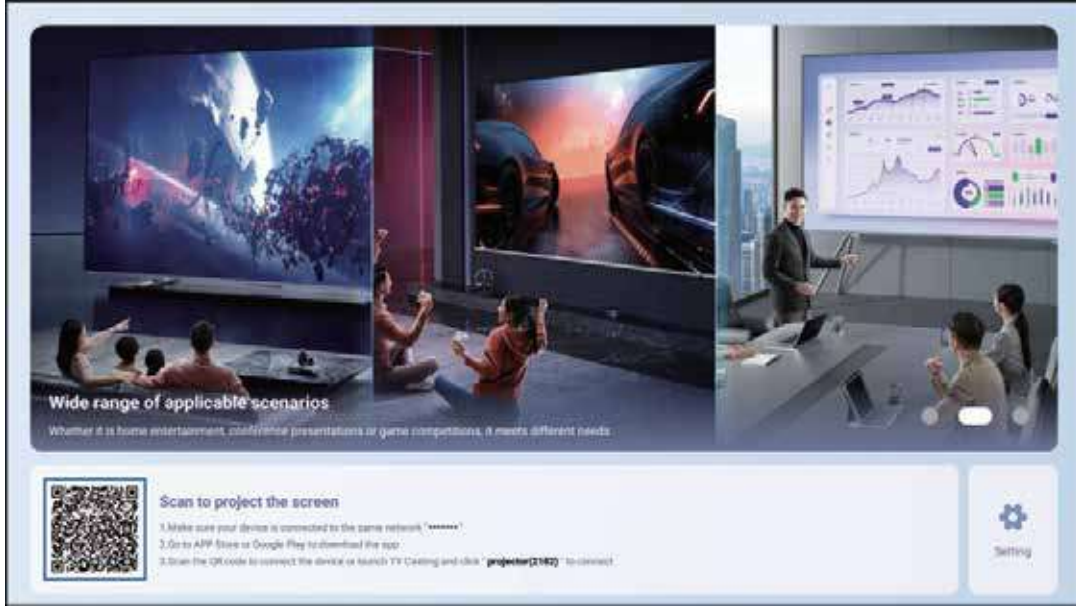 Wide range of applicable scenarios
Whether it is home entertainment, conference presentations or game competitions, it meets different needs
Scan to project the screen
1.Make sure your device is connected to the same network "*******"
2.Go to APP Store or Google Play to download the app
3.Scan the QR code to connect the device or launch TV Casting and click "projector(2102)" to connect
Setting